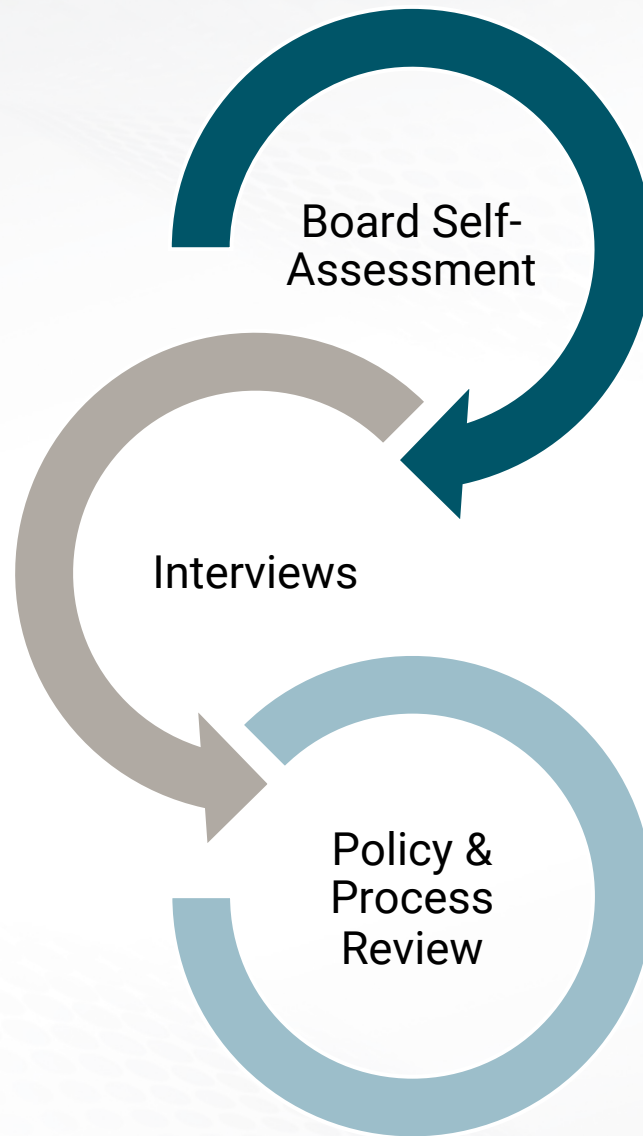 Board Self-
Assessment
Interviews
Policy &
Process
Review